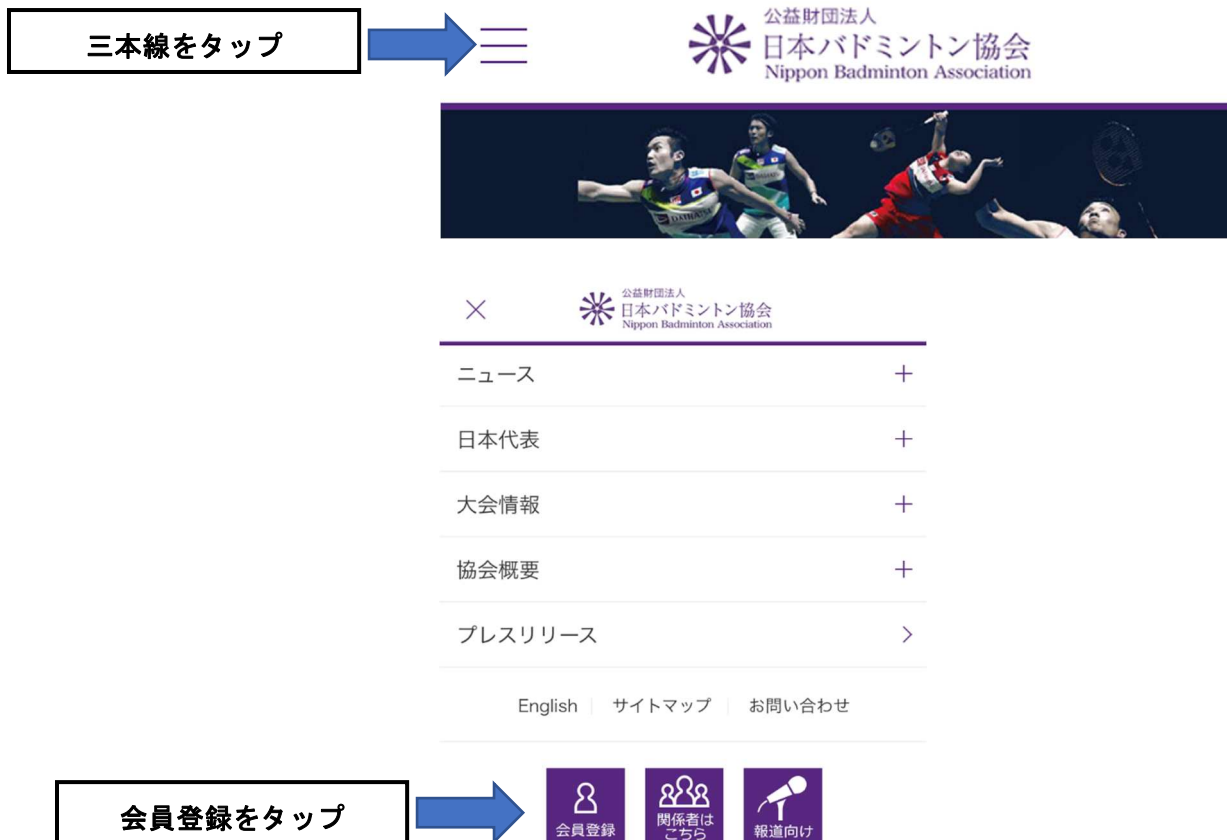 三本線をタップ
公益財団法人
日本バドミントン協会
Nippon Badminton Association
公益財団法人
日本バドミントン協会
Nippon Badminton Association
ニュース
日本代表
大会情報
協会概要
プレスリリース
English サイトマップ お問い合わせ
会員登録をタップ
会員登録
関係者は
こちら
報道向け